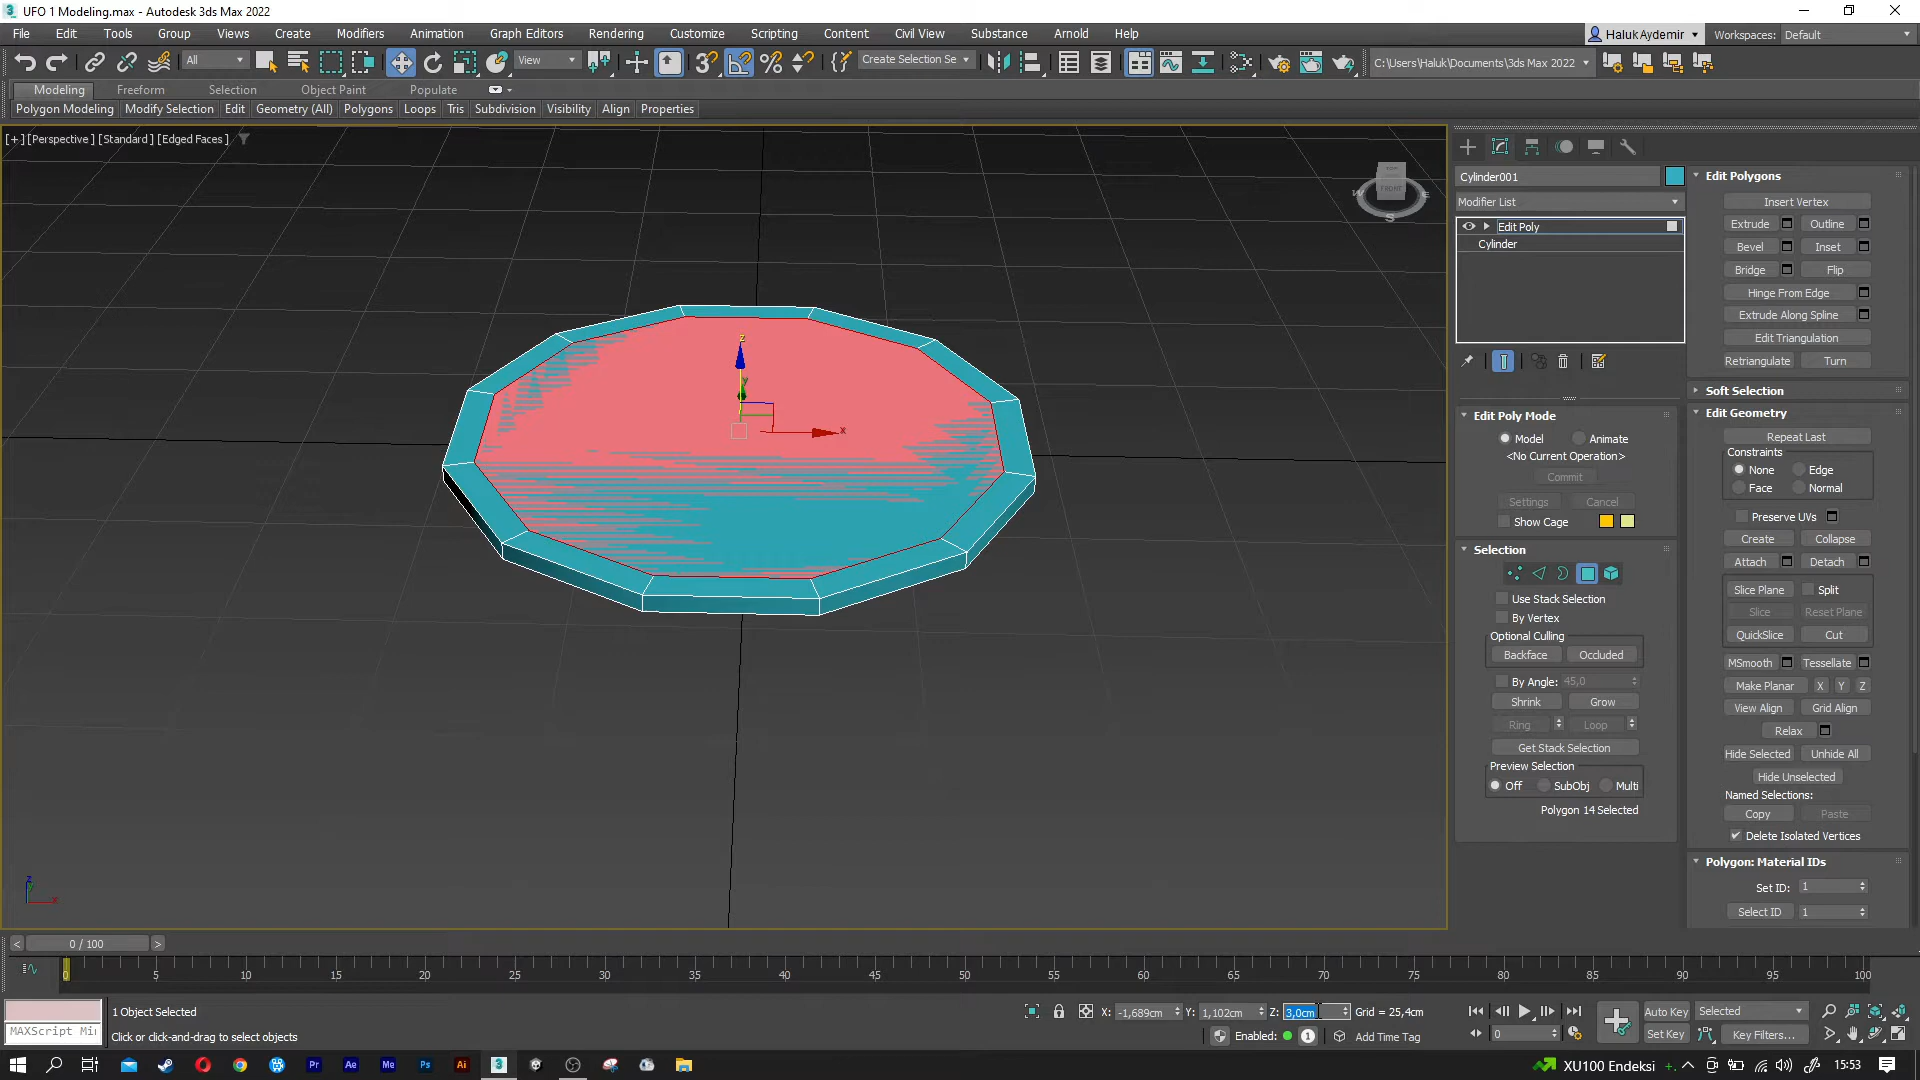 UFO 1 Modeling.max - Autodesk 3ds Max 2022
File Edit Tools Group Views Create Modifiers Animation Graph Editors Rendering Customize Scripting Content Civil View Substance Arnold Help Haluk Aydemir Workspaces: Default
All View Create Selection Se C:\Users\Haluk\Documents\3ds Max 2022
Modeling Freeform Selection Object Paint Populate
Polygon Modeling Modify Selection Edit Geometry (All) Polygons Loops Tris Subdivision Visibility Align Properties
[+] [Perspective ] [Standard ] [Edged Faces ]
Cylinder001
Modifier List
Edit Poly
Cylinder
Edit Poly Mode
Model Animate
<No Current Operation>
Commit
Settings Cancel
Show Cage
Selection
Use Stack Selection
By Vertex
Optional Culling
Backface Occluded
By Angle: 45,0
Shrink Grow
Ring Loop
Get Stack Selection
Preview Selection
Off SubObj Multi
Polygon 14 Selected
Edit Polygons
Insert Vertex
Extrude Outline
Bevel Inset
Bridge Flip
Hinge From Edge
Extrude Along Spline
Edit Triangulation
Retriangulate Turn
Soft Selection
Edit Geometry
Repeat Last
Constraints
None Edge
Face Normal
Preserve UVs
Create Collapse
Attach Detach
Slice Plane Split
Slice Reset Plane
QuickSlice Cut
MSmooth Tessellate
Make Planar X Y Z
View Align Grid Align
Relax
Hide Selected Unhide All
Hide Unselected
Named Selections:
Copy Paste
Delete Isolated Vertices
Polygon: Material IDs
Set ID: 1
Select ID 1
FRONT
W E
S
z
y
x
z
y
x
< 0 / 100 >
0 5 10 15 20 25 30 35 40 45 50 55 60 65 70 75 80 85 90 95 100
1 Object Selected X: -1,689cm Y: 1,102cm Z: 3,0cm Grid = 25,4cm Auto Key Selected
MAXScript Mi Click or click-and-drag to select objects Enabled: 1 Add Time Tag 0 Set Key Key Filters...
Pr Ae Me Ps Ai 3 XU100 Endeksi +. 15:53